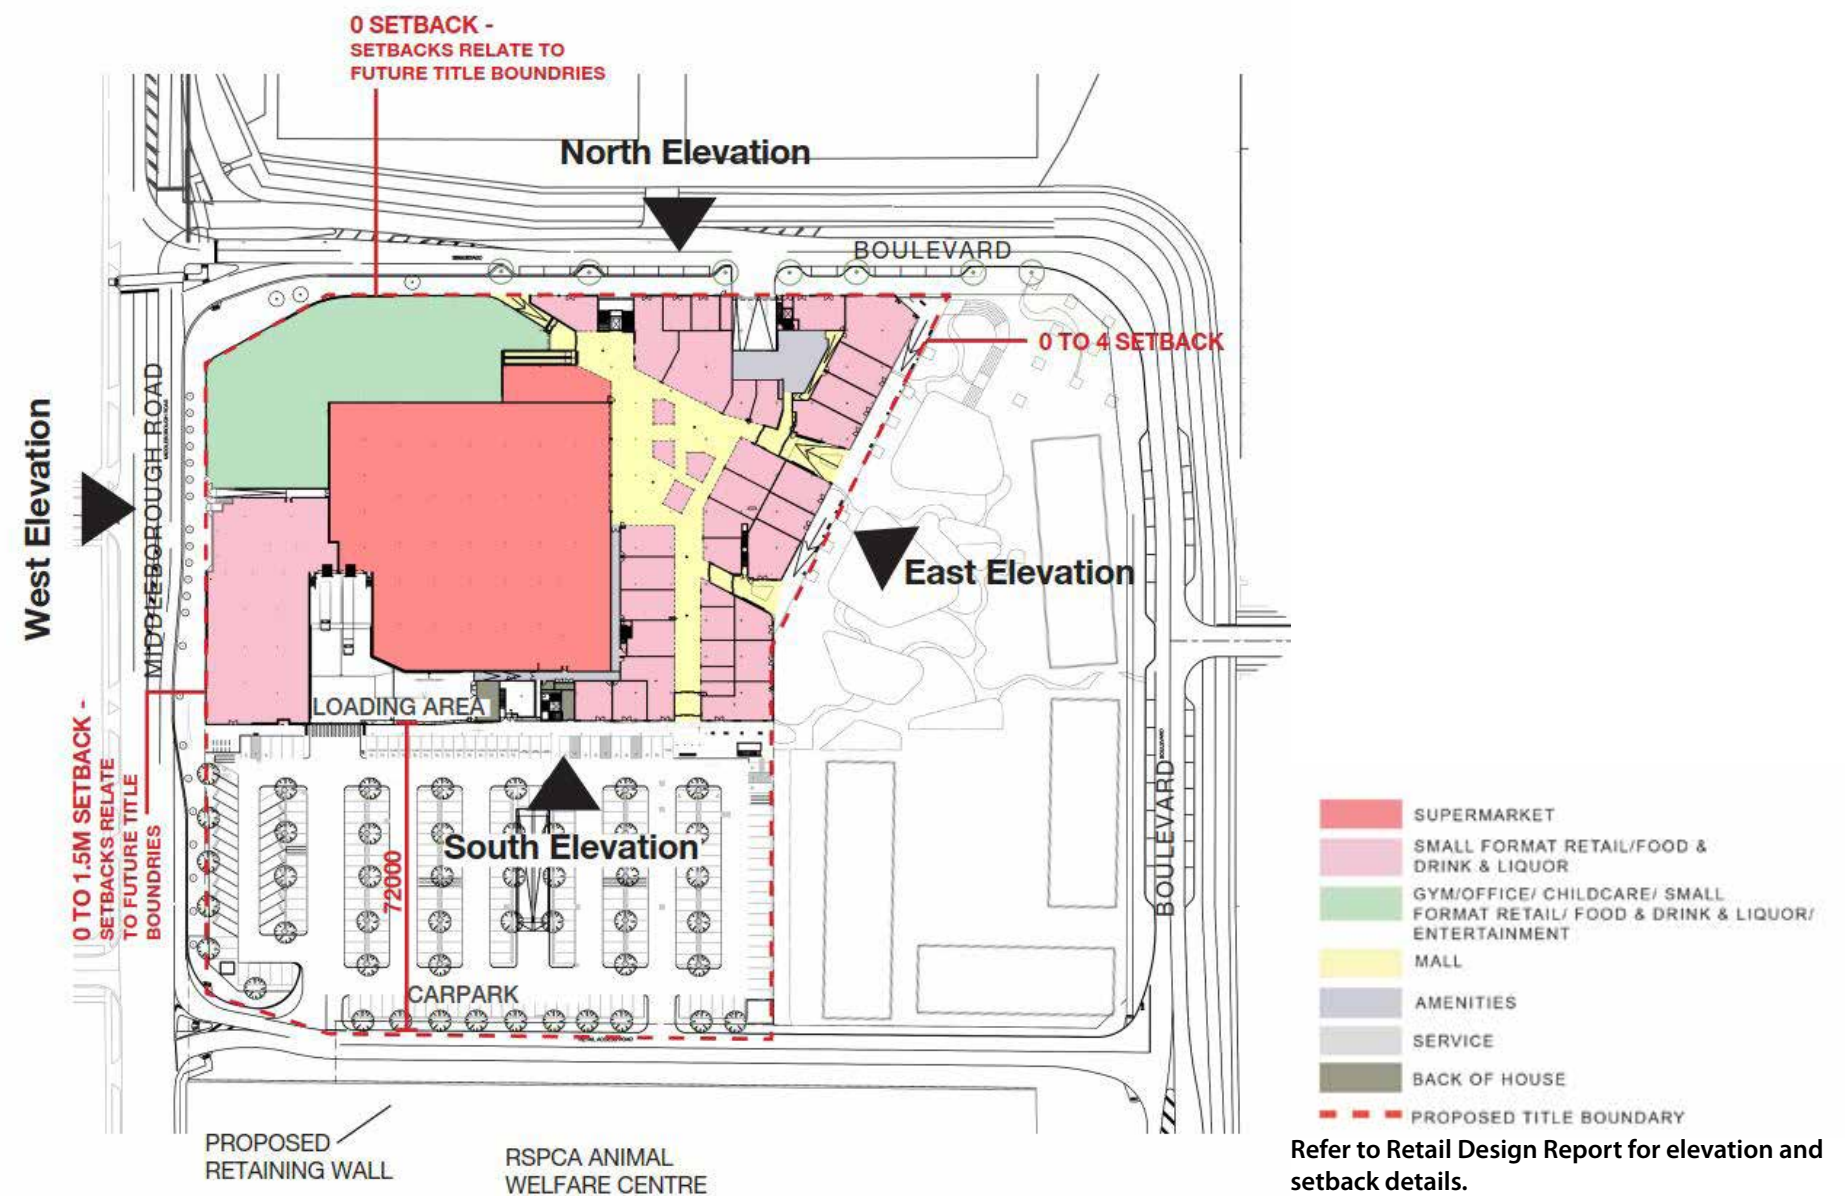 0 SETBACK -
SETBACKS RELATE TO
FUTURE TITLE BOUNDRIES
North Elevation
BOULEVARD
0 TO 4 SETBACK
West Elevation
MIDDLEBOROUGH ROAD
East Elevation
LOADING AREA
0 TO 1.5M SETBACK -
SETBACKS RELATE
TO FUTURE TITLE
BOUNDRIES
South Elevation
72000
CARPARK
BOULEVARD
RETAIL ACCESS ROAD
PROPOSED
RETAINING WALL
RSPCA ANIMAL
WELFARE CENTRE
SUPERMARKET
SMALL FORMAT RETAIL/FOOD &
DRINK & LIQUOR
GYM/OFFICE/ CHILDCARE/ SMALL
FORMAT RETAIL/ FOOD & DRINK & LIQUOR/
ENTERTAINMENT
MALL
AMENITIES
SERVICE
BACK OF HOUSE
PROPOSED TITLE BOUNDARY
Refer to Retail Design Report for elevation and
setback details.